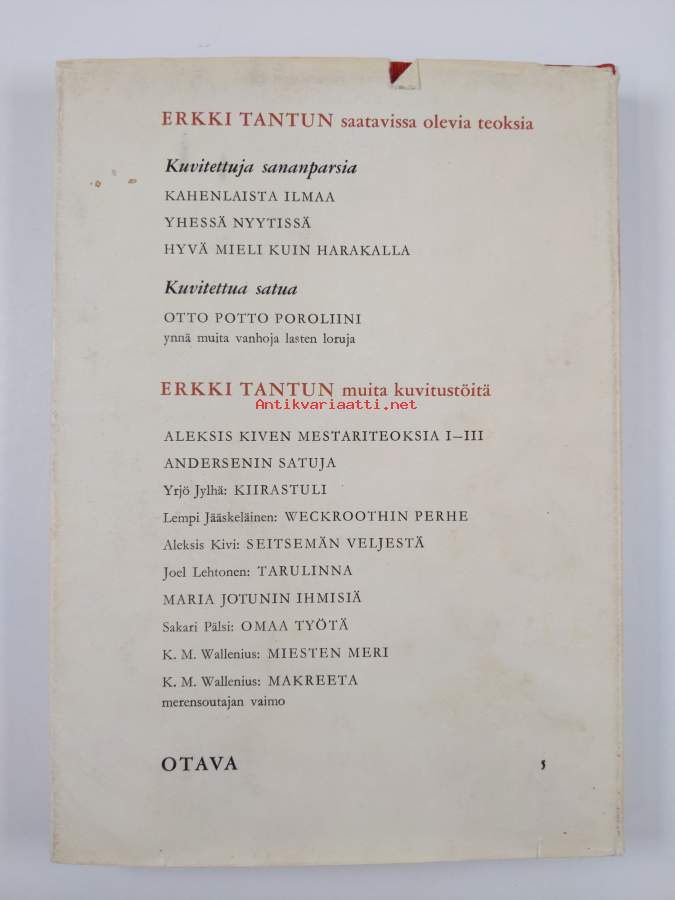 ERKKI TANTUN saatavissa olevia teoksia
Kuvitettuja sananparsia
KAHENLAISTA ILMAA
YHESSÄ NYYTISSÄ
HYVÄ MIELI KUIN HARAKALLA
Kuvitettua satua
OTTO POTTO POROLIINI
ynnä muita vanhoja lasten loruja
ERKKI TANTUN muita kuvitustöitä
Antikvariaatti.net
ALEKSIS KIVEN MESTARITEOKSIA I–III
ANDERSENIN SATUJA
Yrjö Jylhä: KIIRASTULI
Lempi Jääskeläinen: WECKROOTHIN PERHE
Aleksis Kivi: SEITSEMÄN VELJESTÄ
Joel Lehtonen: TARULINNA
MARIA JOTUNIN IHMISIÄ
Sakari Pälsi: OMAA TYÖTÄ
K. M. Wallenius: MIESTEN MERI
K. M. Wallenius: MAKREETA
merensoutajan vaimo
OTAVA 5